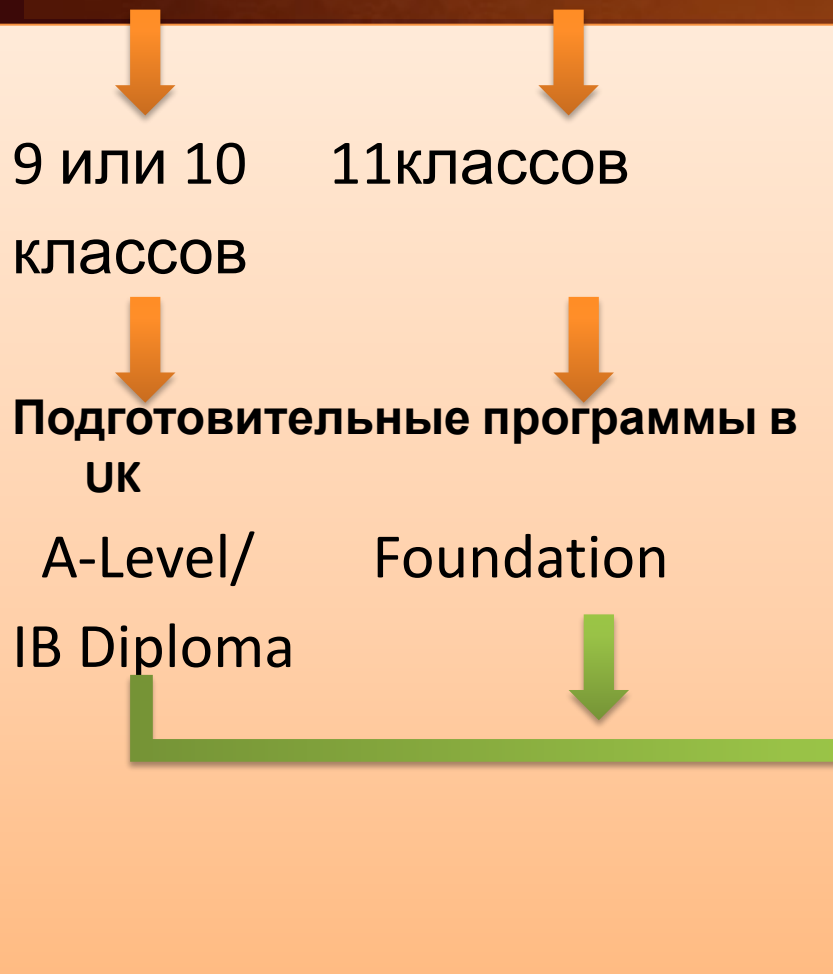 9 или 10 11классов
классов
Подготовительные программы в
UK
A-Level/ Foundation
IB Diploma